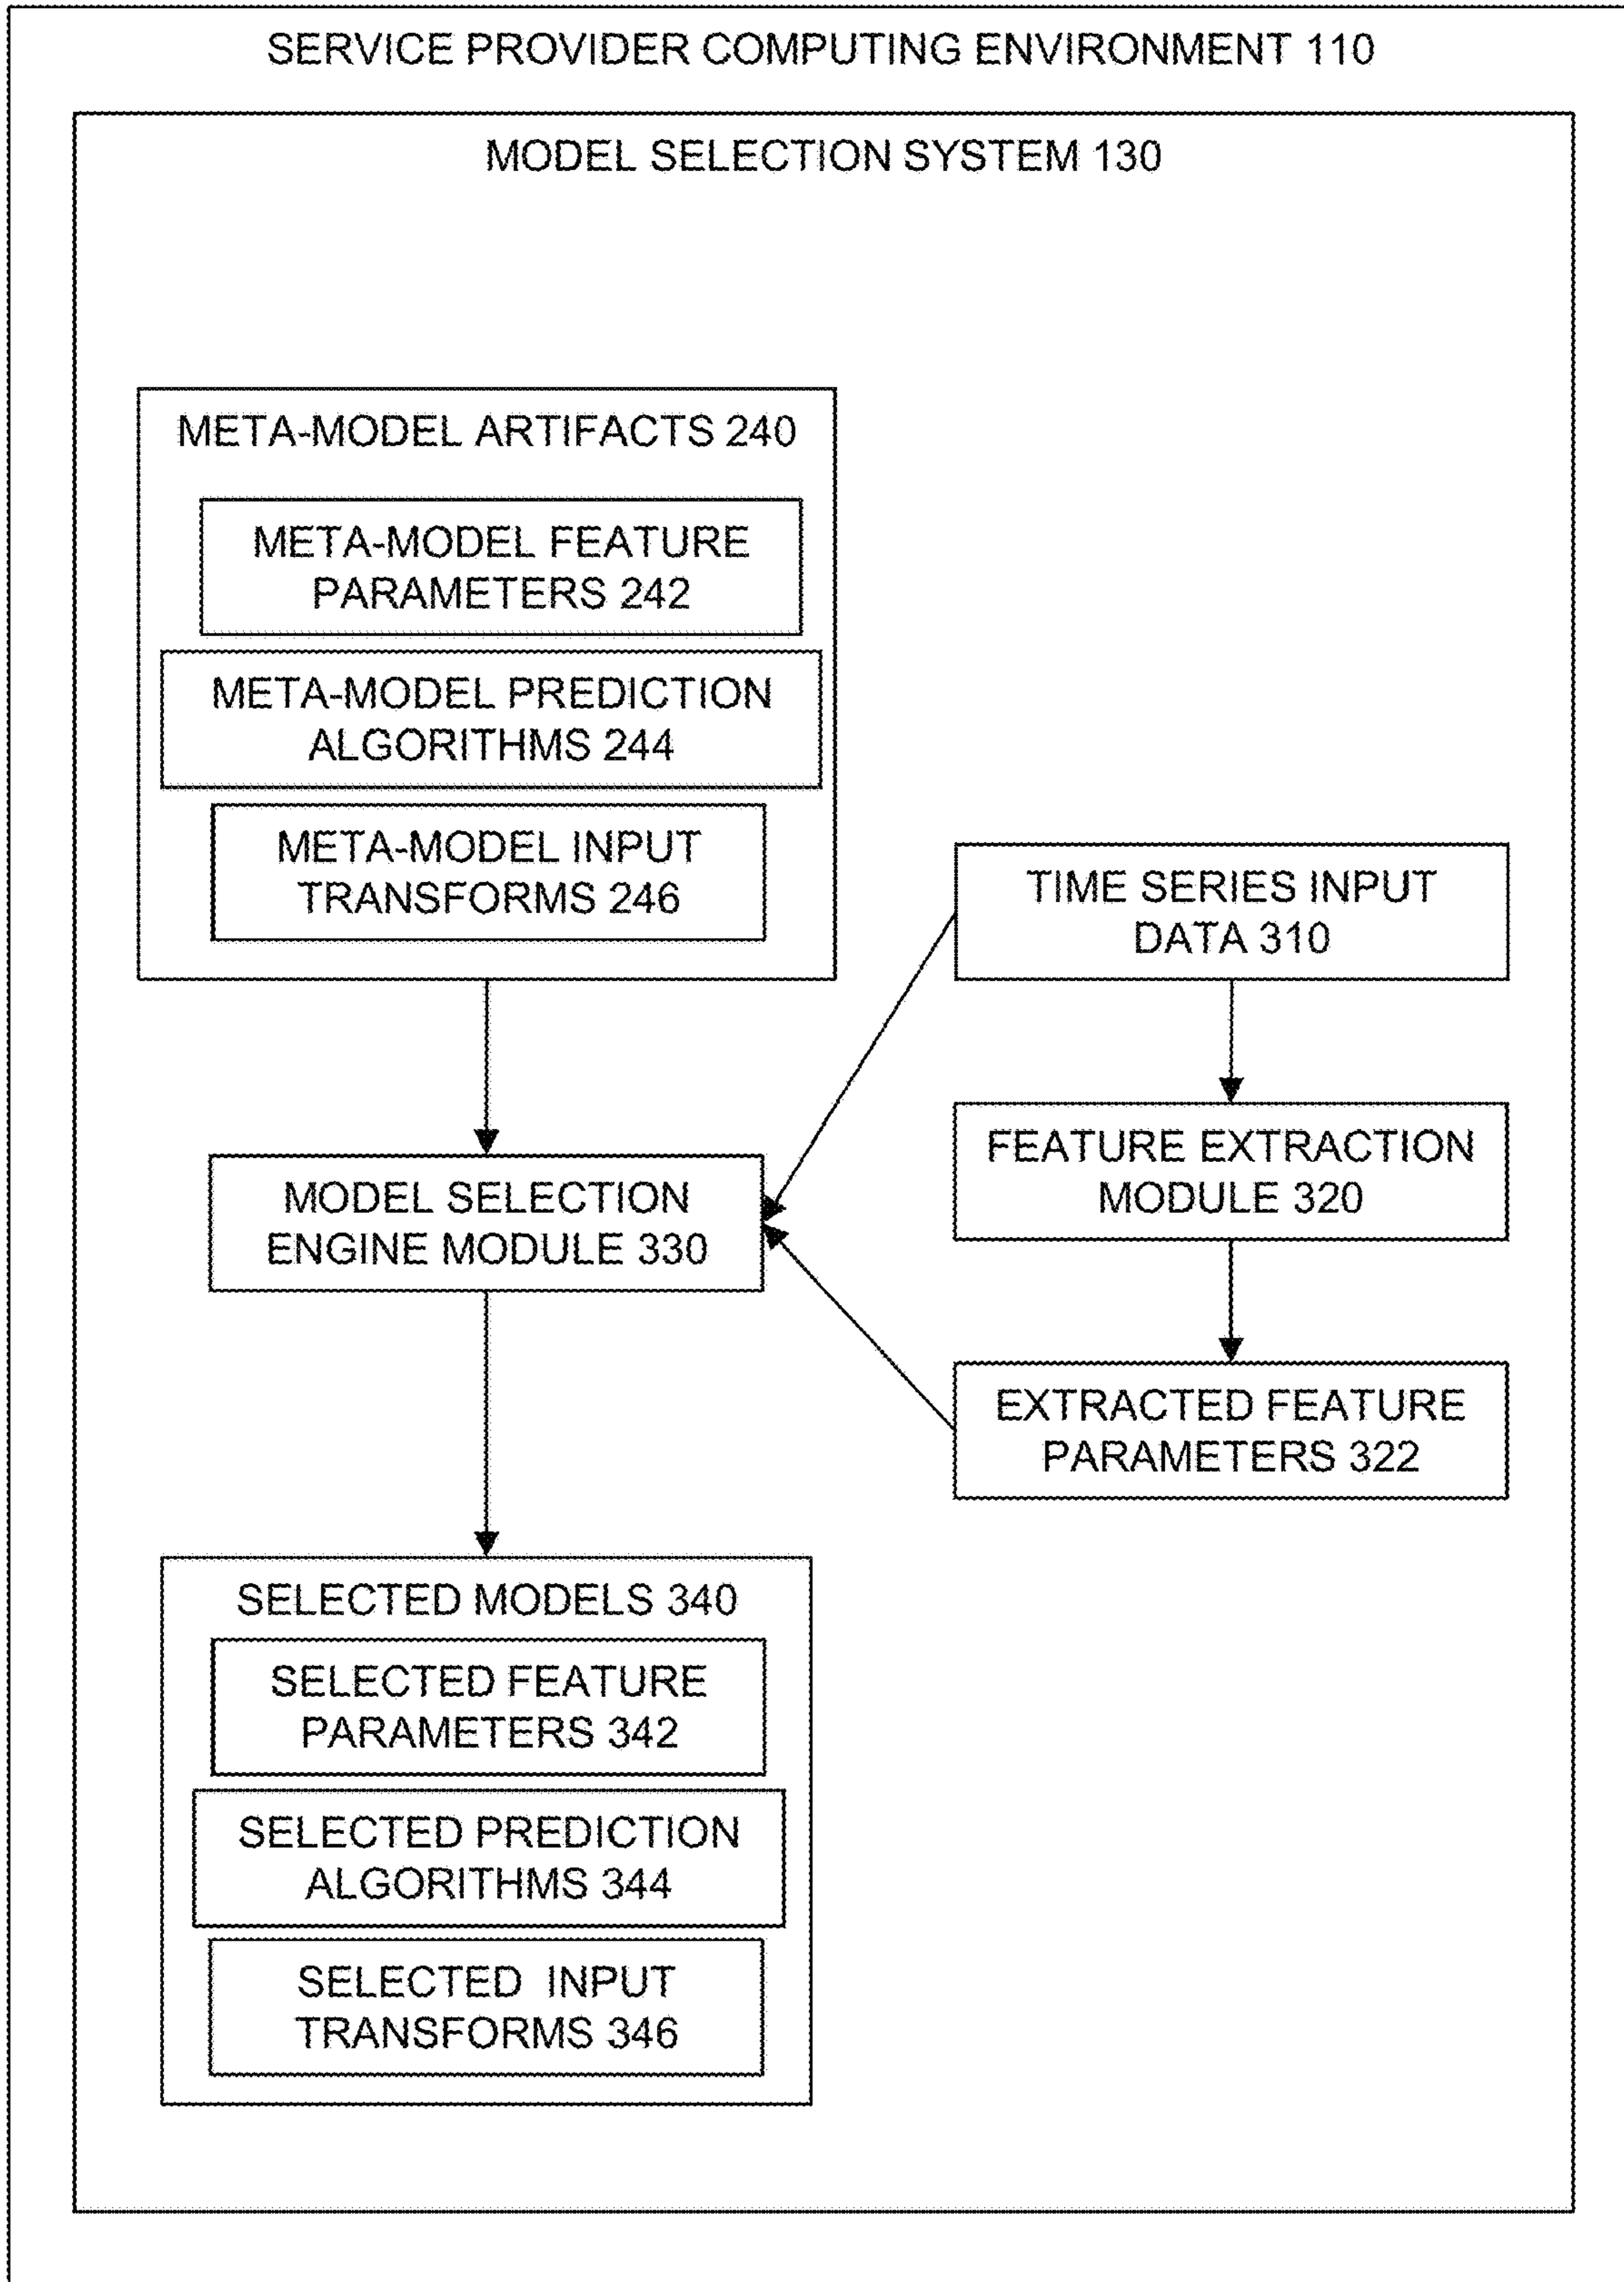 SERVICE PROVIDER COMPUTING ENVIRONMENT 110
MODEL SELECTION SYSTEM 130
META-MODEL ARTIFACTS 240
META-MODEL FEATURE
PARAMETERS 242
META-MODEL PREDICTION
ALGORITHMS 244
META-MODEL INPUT
TRANSFORMS 246
TIME SERIES INPUT
DATA 310
FEATURE EXTRACTION
MODULE 320
MODEL SELECTION
ENGINE MODULE 330
EXTRACTED FEATURE
PARAMETERS 322
SELECTED MODELS 340
SELECTED FEATURE
PARAMETERS 342
SELECTED PREDICTION
ALGORITHMS 344
SELECTED INPUT
TRANSFORMS 346